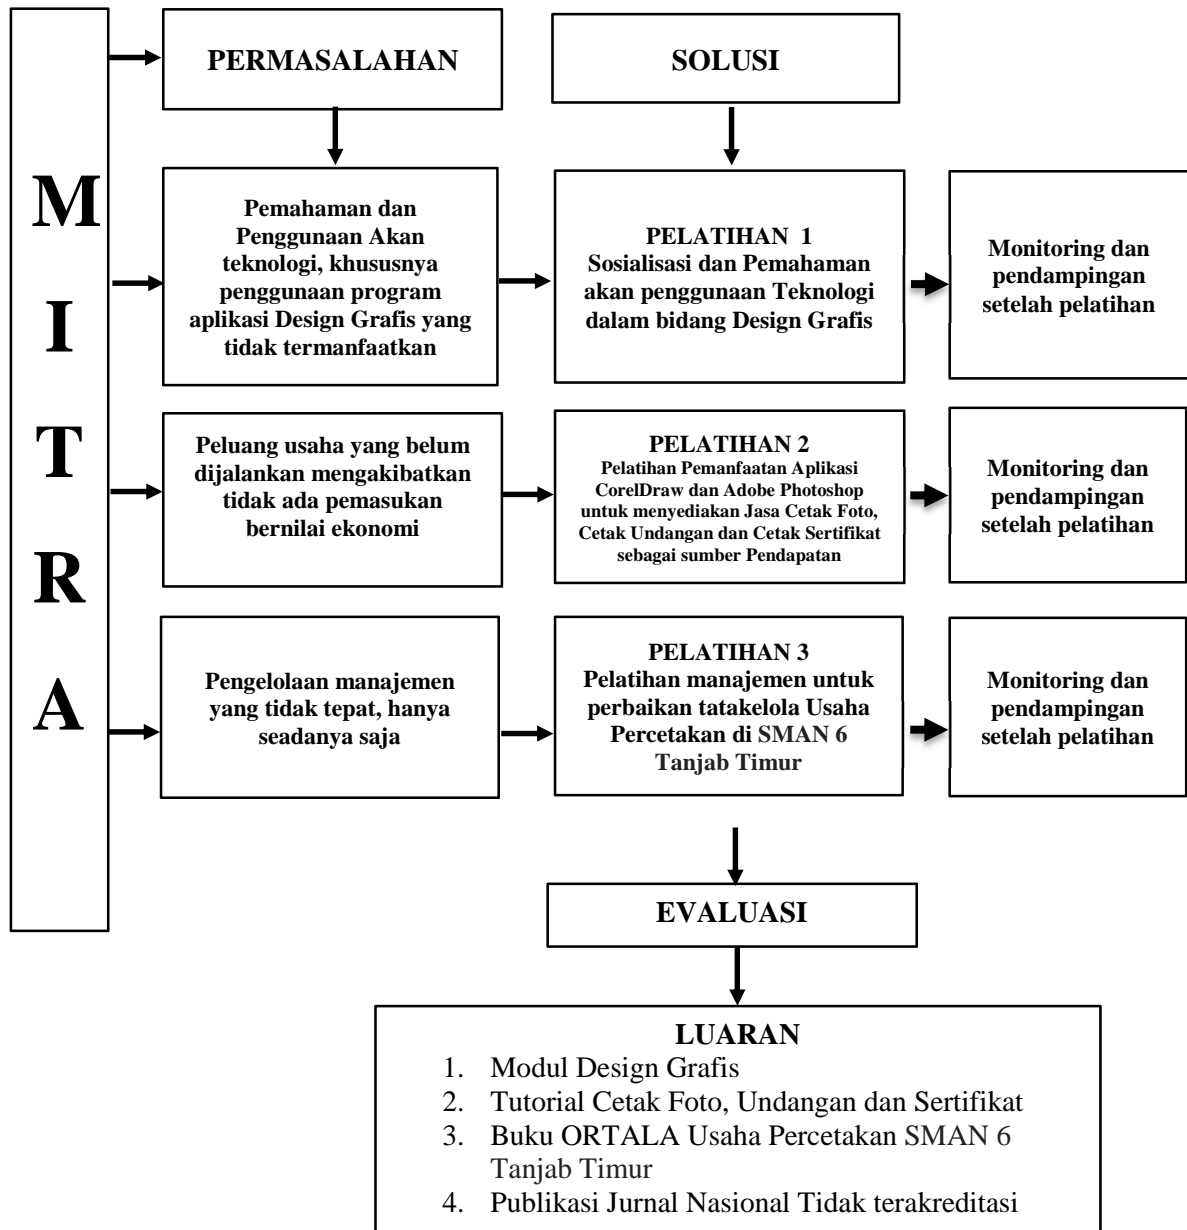 MITRA
PERMASALAHAN
SOLUSI
Pemahaman dan
Penggunaan Akan
teknologi, khususnya
penggunaan program
aplikasi Design Grafis yang
tidak termanfaatkan
PELATIHAN 1
Sosialisasi dan Pemahaman
akan penggunaan Teknologi
dalam bidang Design Grafis
Monitoring dan
pendampingan
setelah pelatihan
Peluang usaha yang belum
dijalankan mengakibatkan
tidak ada pemasukan
bernilai ekonomi
PELATIHAN 2
Pelatihan Pemanfaatan Aplikasi
CorelDraw dan Adobe Photoshop
untuk menyediakan Jasa Cetak Foto,
Cetak Undangan dan Cetak Sertifikat
sebagai sumber Pendapatan
Monitoring dan
pendampingan
setelah pelatihan
Pengelolaan manajemen
yang tidak tepat, hanya
seadanya saja
PELATIHAN 3
Pelatihan manajemen untuk
perbaikan tatakelola Usaha
Percetakan di SMAN 6
Tanjab Timur
Monitoring dan
pendampingan
setelah pelatihan
EVALUASI
LUARAN
1. Modul Design Grafis
2. Tutorial Cetak Foto, Undangan dan Sertifikat
3. Buku ORTALA Usaha Percetakan SMAN 6
Tanjab Timur
4. Publikasi Jurnal Nasional Tidak terakreditasi